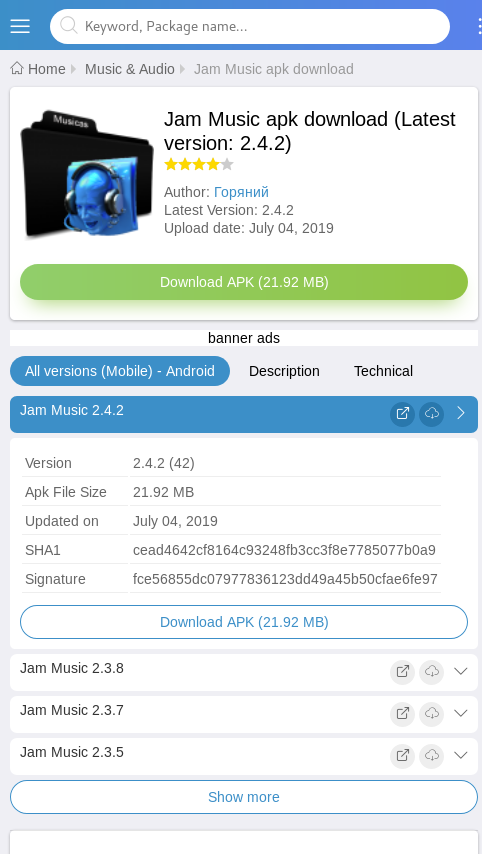 Keyword, Package name...
Home Music & Audio Jam Music apk download
Musicas
Jam Music apk download (Latest
version: 2.4.2)
Author: Горяний
Latest Version: 2.4.2
Upload date: July 04, 2019
Download APK (21.92 MB)
banner ads
All versions (Mobile) - Android Description Technical
Jam Music 2.4.2
Version 2.4.2 (42)
Apk File Size 21.92 MB
Updated on July 04, 2019
SHA1 cead4642cf8164c93248fb3cc3f8e7785077b0a9
Signature fce56855dc07977836123dd49a45b50cfae6fe97
Download APK (21.92 MB)
Jam Music 2.3.8
Jam Music 2.3.7
Jam Music 2.3.5
Show more